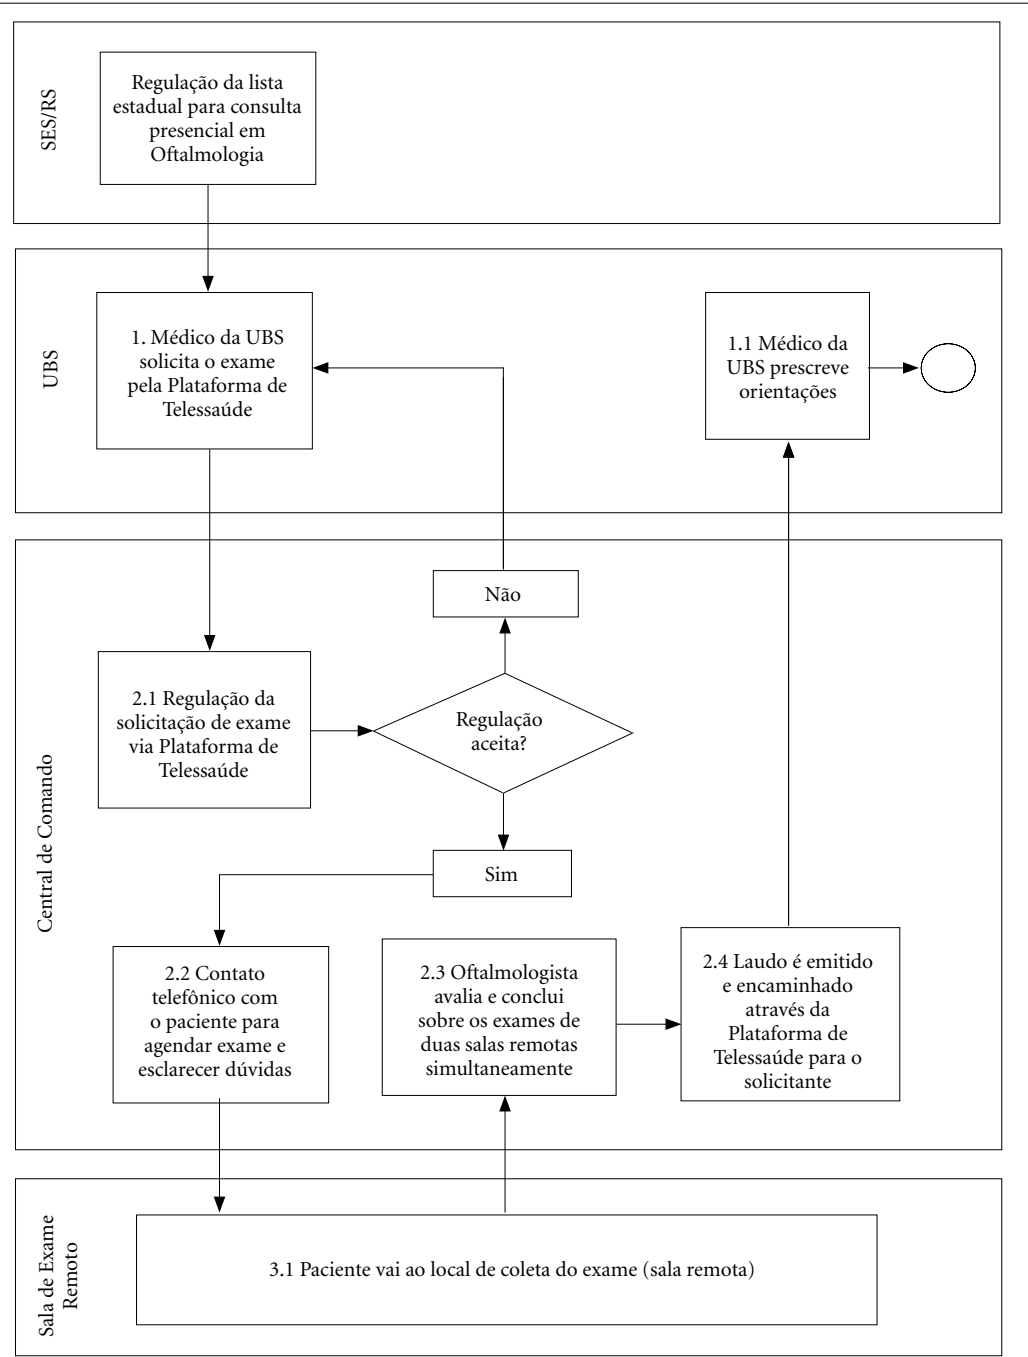 SES/RS
Regulação da lista
estadual para consulta
presencial em
Oftalmologia
UBS
1. Médico da UBS
solicita o exame
pela Plataforma de
Telessaúde
1.1 Médico da
UBS prescreve
orientações
Central de Comando
Não
2.1 Regulação da
solicitação de exame
via Plataforma de
Telessaúde
Regulação
aceita?
Sim
2.2 Contato
telefônico com
o paciente para
agendar exame e
esclarecer dúvidas
2.3 Oftalmologista
avalia e conclui
sobre os exames de
duas salas remotas
simultaneamente
2.4 Laudo é emitido
e encaminhado
através da
Plataforma de
Telessaúde para o
solicitante
Sala de Exame
Remoto
3.1 Paciente vai ao local de coleta do exame (sala remota)